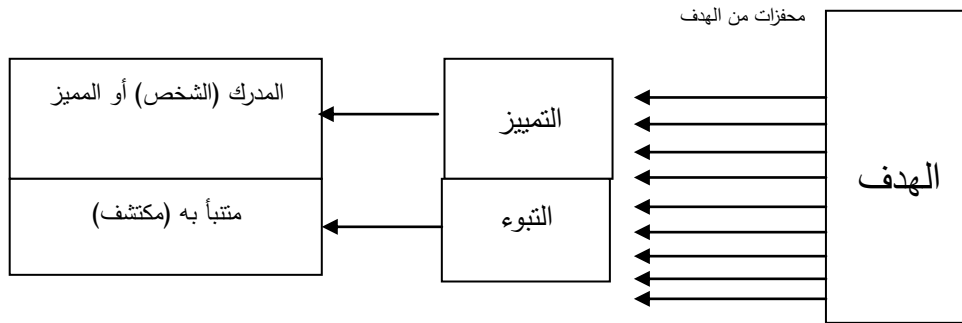 محفزات من الهدف
الهدف
التمييز
المدرك (الشخص) أو المميز
التبوء
متنبأ به (مكتشف)